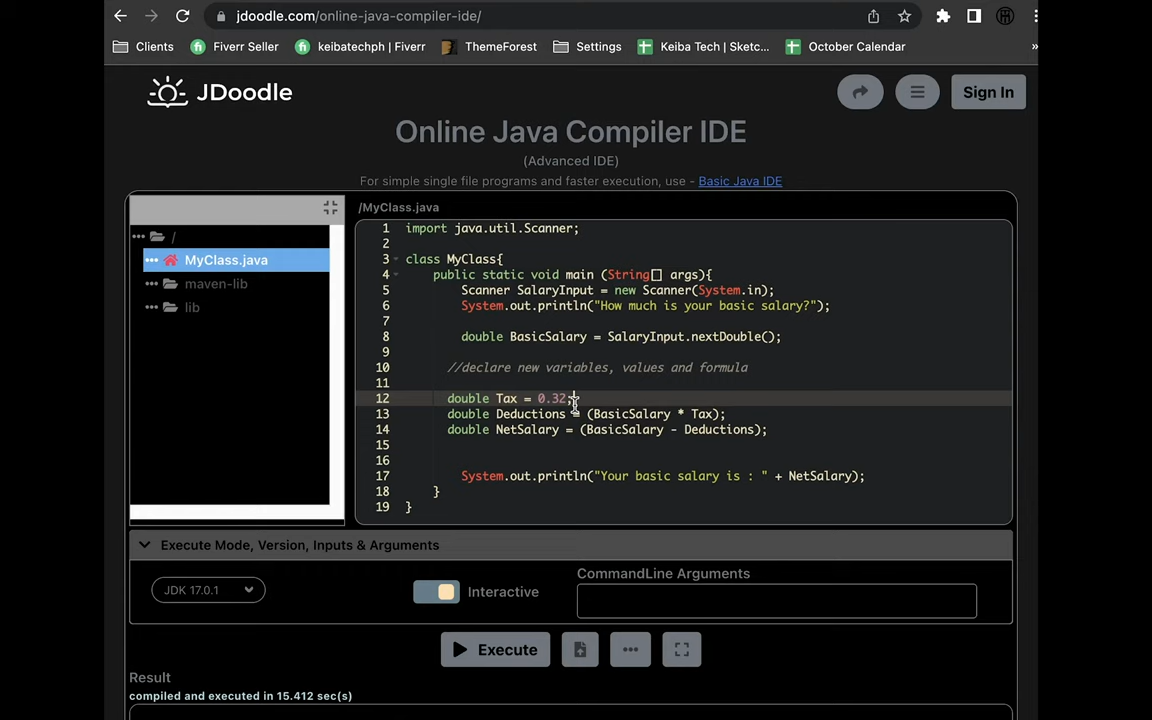 jdoodle.com/online-java-compiler-ide/
Clients Fiverr Seller keibatechph | Fiverr ThemeForest Settings Keiba Tech | Sketc... October Calendar »
JDoodle
Sign In
Online Java Compiler IDE
(Advanced IDE)
For simple single file programs and faster execution, use - Basic Java IDE
/
MyClass.java
maven-lib
lib
/MyClass.java
1 import java.util.Scanner;
2
3 class MyClass{
4 public static void main (String[] args){
5 Scanner SalaryInput = new Scanner(System.in);
6 System.out.println("How much is your basic salary?");
7
8 double BasicSalary = SalaryInput.nextDouble();
9
10 //declare new variables, values and formula
11
12 double Tax = 0.32;
13 double Deductions = (BasicSalary * Tax);
14 double NetSalary = (BasicSalary - Deductions);
15
16
17 System.out.println("Your basic salary is : " + NetSalary);
18 }
19 }
Execute Mode, Version, Inputs & Arguments
JDK 17.0.1
Interactive
CommandLine Arguments
Execute
Result
compiled and executed in 15.412 sec(s)